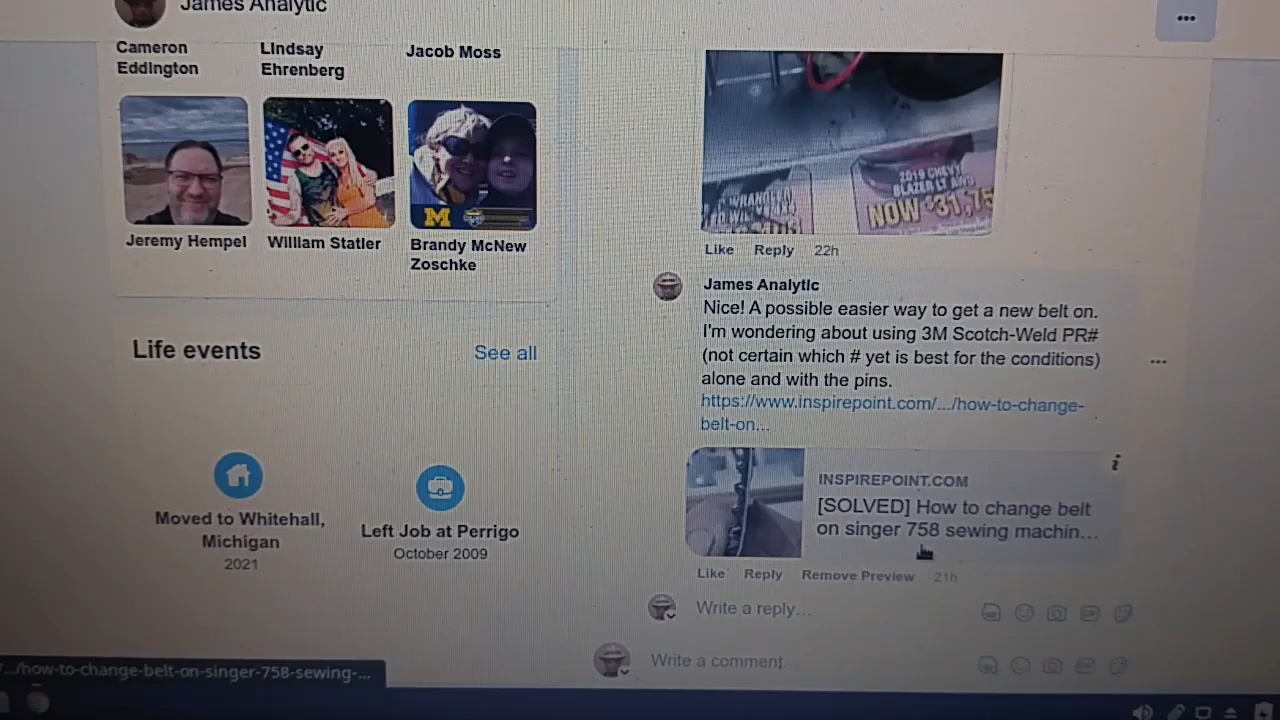 James Analytic
Cameron
Eddington
Lindsay
Ehrenberg
Jacob Moss
Jeremy Hempel
William Statler
M
Brandy McNew
Zoschke
Life events
See all
Moved to Whitehall,
Michigan
2021
Left Job at Perrigo
October 2009
WRANGLER
2019 CHEVY
BLAZER LT AWD
NOW $31,75
Like Reply 22h
James Analytic
Nice! A possible easier way to get a new belt on.
I'm wondering about using 3M Scotch-Weld PR#
(not certain which # yet is best for the conditions)
alone and with the pins.
https://www.inspirepoint.com/.../how-to-change-
belt-on...
INSPIREPOINT.COM
[SOLVED] How to change belt
on singer 758 sewing machin...
Like Reply Remove Preview 21h
Write a reply...
Write a comment...
/.../how-to-change-belt-on-singer-758-sewing-...